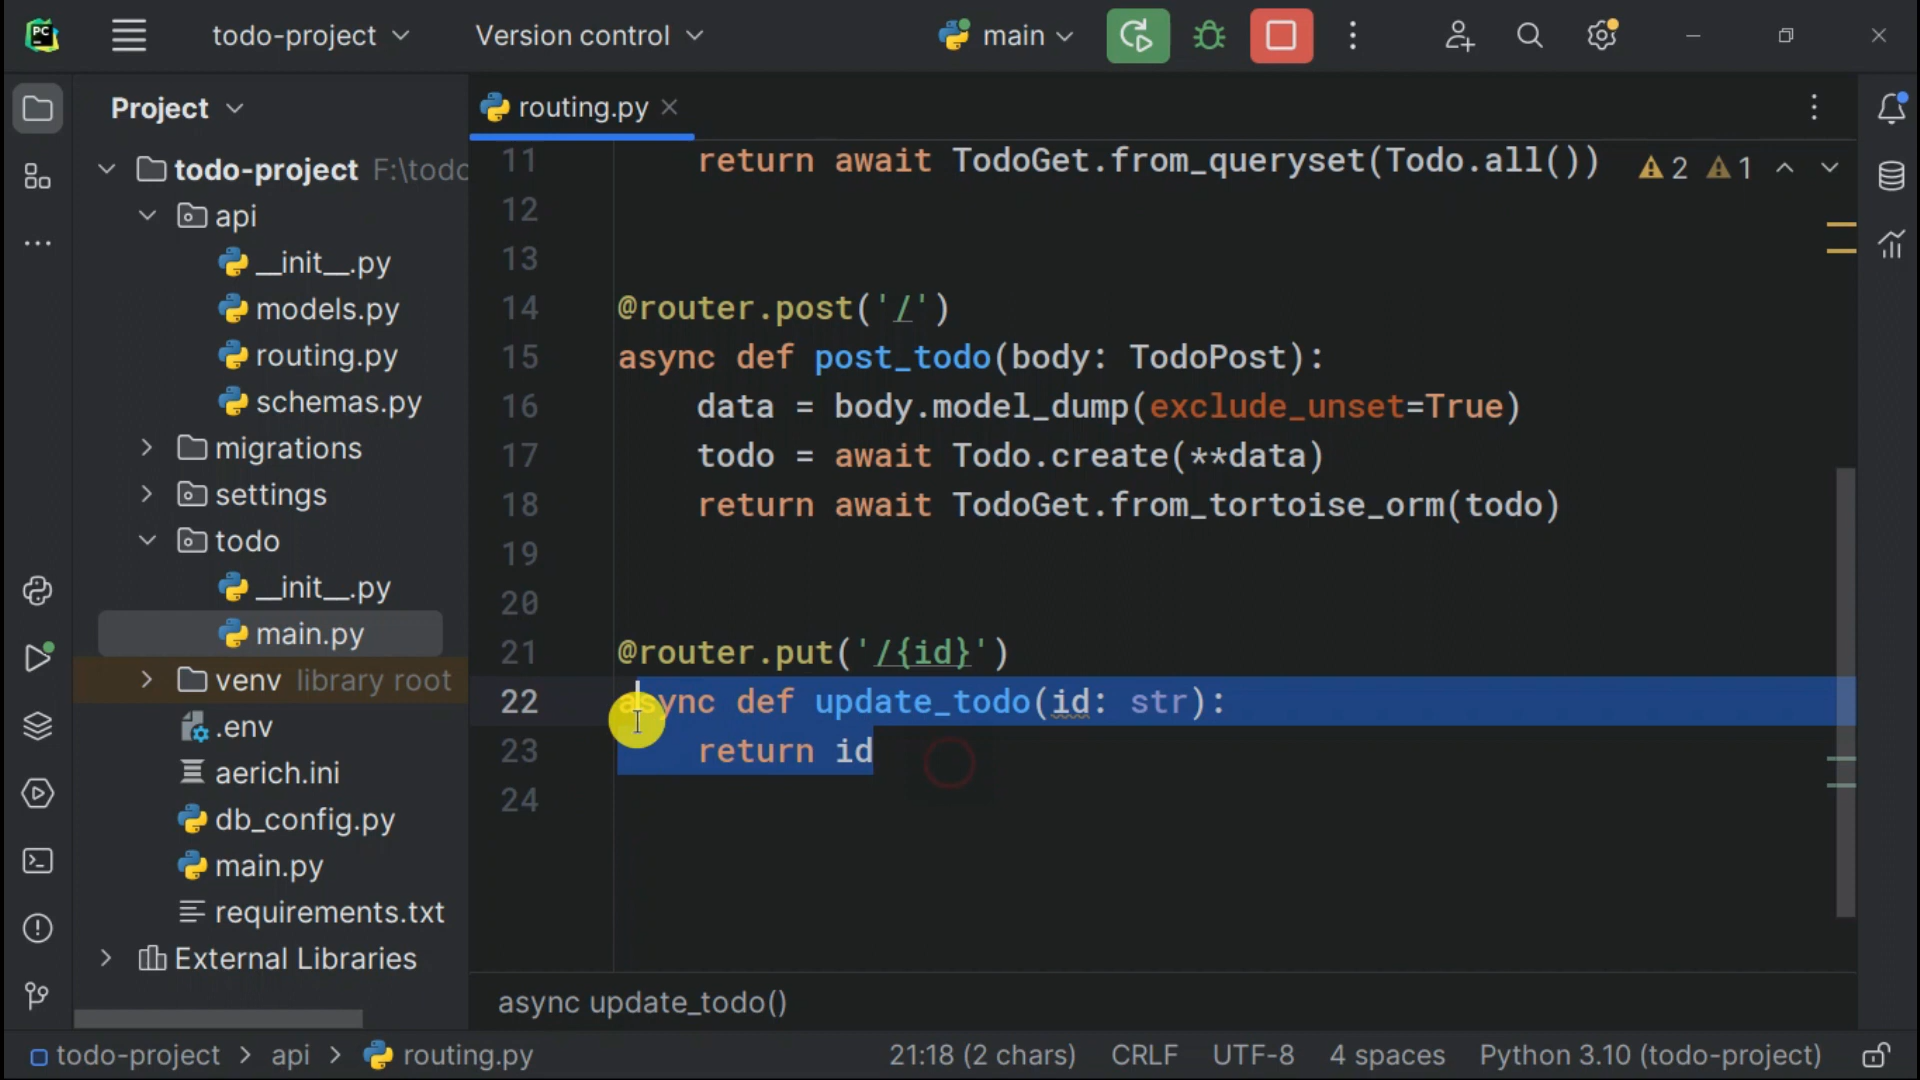 PC
todo-project
Version control
main
Project
routing.py
todo-project F:\todo
api
__init__.py
models.py
routing.py
schemas.py
migrations
settings
todo
__init__.py
main.py
venv library root
.env
aerich.ini
db_config.py
main.py
requirements.txt
External Libraries
2 1
11 return await TodoGet.from_queryset(Todo.all())
12
13
14 @router.post('/')
15 async def post_todo(body: TodoPost):
16 data = body.model_dump(exclude_unset=True)
17 todo = await Todo.create(**data)
18 return await TodoGet.from_tortoise_orm(todo)
19
20
21 @router.put('/{id}')
22 async def update_todo(id: str):
23 return id
24
async update_todo()
todo-project > api > routing.py
21:18 (2 chars) CRLF UTF-8 4 spaces Python 3.10 (todo-project)